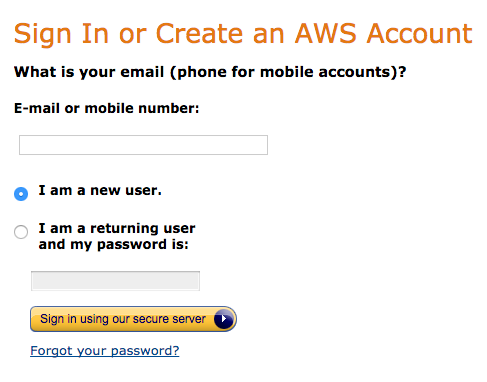 Sign In or Create an AWS Account
What is your email (phone for mobile accounts)?
E-mail or mobile number:
I am a new user.
I am a returning user
and my password is:
Sign in using our secure server
Forgot your password?